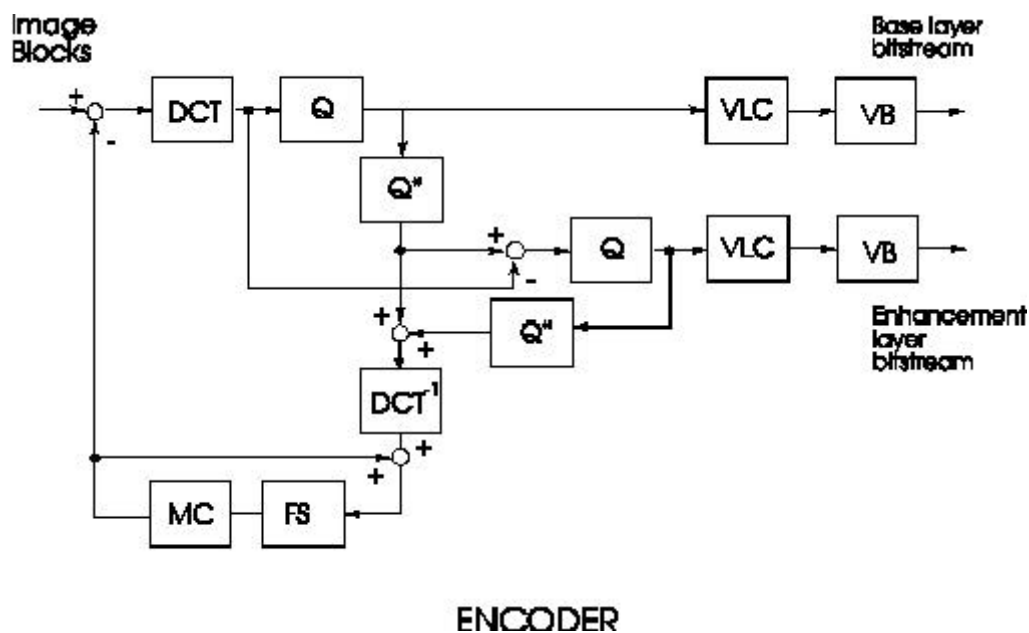 Image
Blocks
Base layer
bitstream
+
-
DCT
Q
VLC
VB
Q*
+
-
Q
VLC
VB
+
+
Q*
Enhancement
layer
bitstream
DCT-1
+
+
MC
FS
ENCODER